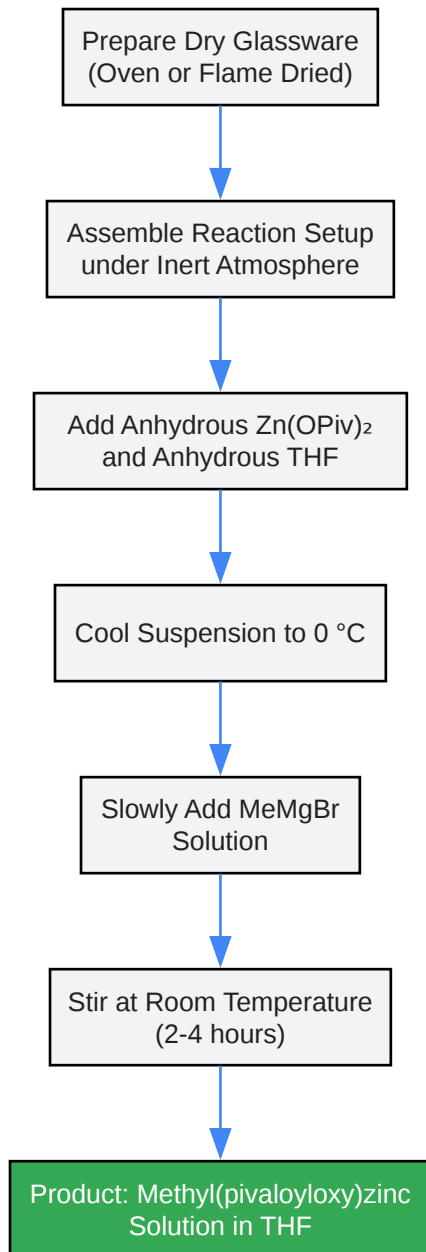 Prepare Dry Glassware
(Oven or Flame Dried)
Assemble Reaction Setup
under Inert Atmosphere
Add Anhydrous Zn(OPiv)₂
and Anhydrous THF
Cool Suspension to 0 °C
Slowly Add MeMgBr
Solution
Stir at Room Temperature
(2-4 hours)
Product: Methyl(pivaloyloxy)zinc
Solution in THF